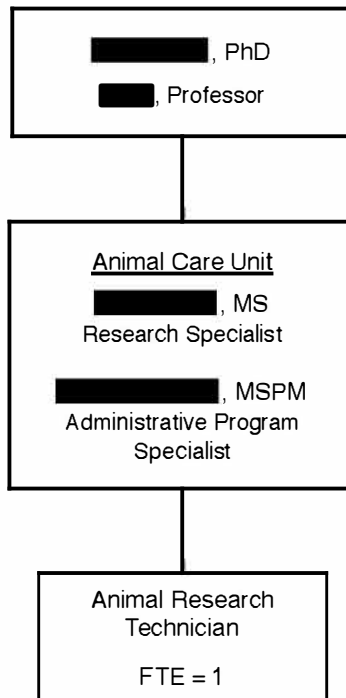 , PhD
, Professor
Animal Care Unit
, MS
Research Specialist
, MSPM
Administrative Program
Specialist
Animal Research
Technician
FTE = 1